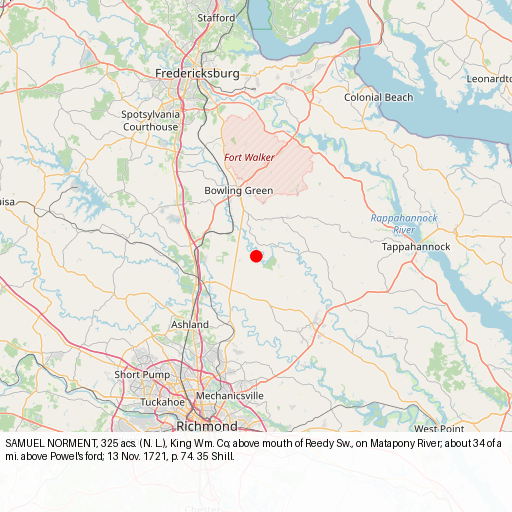 Stafford
Fredericksburg
Leonardto
Colonial Beach
Spotsylvania
Courthouse
Fort Walker
Bowling Green
isa
Rappahannock
River
Tappahannock
Ashland
Short Pump
Mechanicsville
Tuckahoe
Richmond
West Point
SAMUEL NORMENT, 325 acs. (N. L.), King Wm. Co; above mouth of Reedy Sw., on Matapony River; about 34 of a
mi. above Powel's ford; 13 Nov. 1721, p. 74. 35 Shill.
Chester